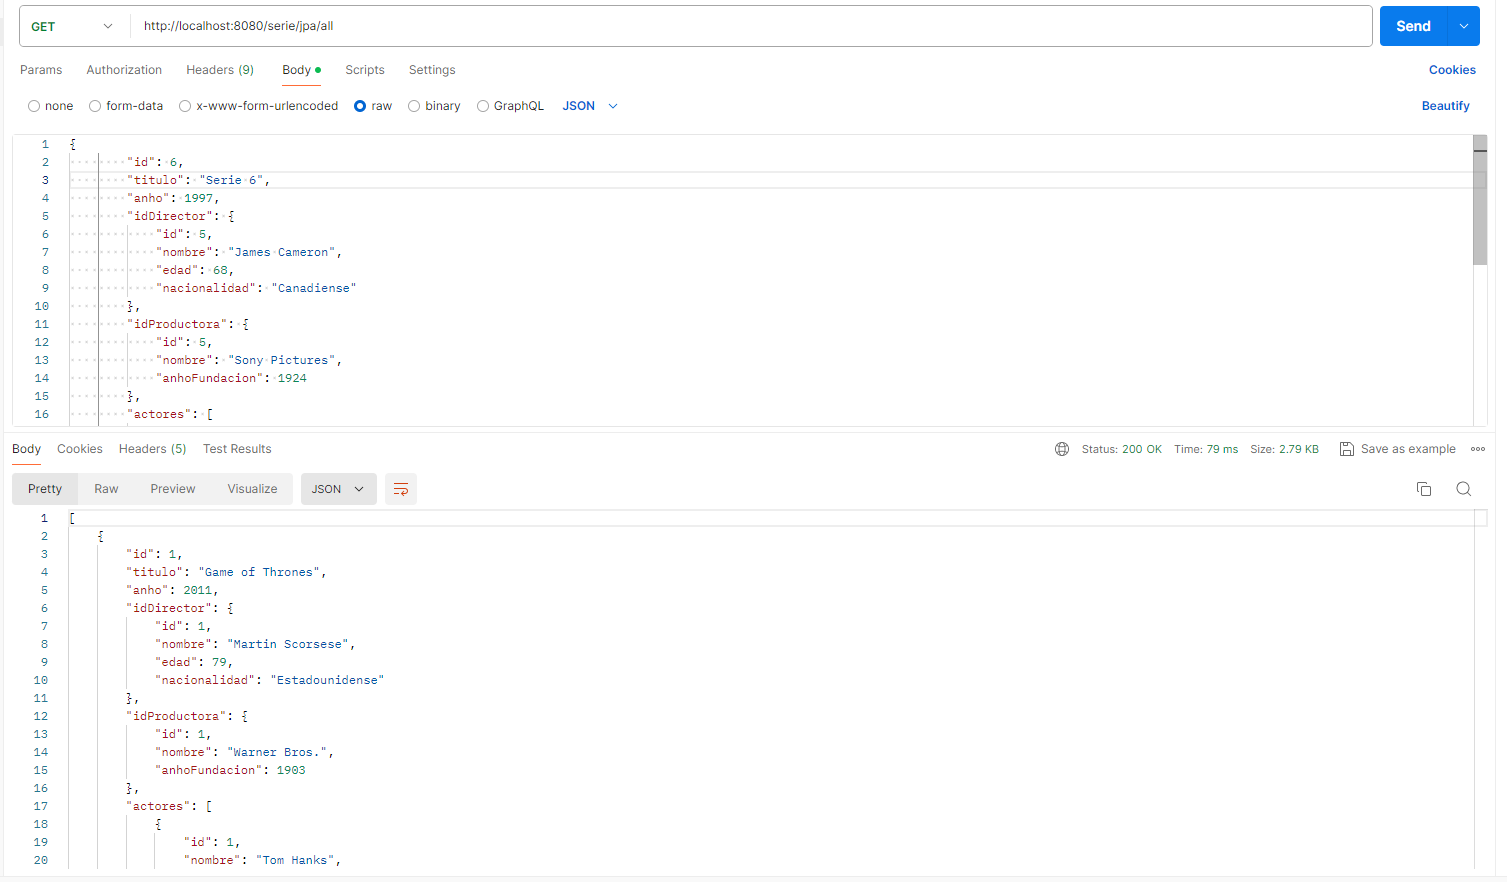 GET http://localhost:8080/serie/jpa/all Send
Params Authorization Headers (9) Body Scripts Settings Cookies
none form-data x-www-form-urlencoded raw binary GraphQL JSON Beautify
1 {
2 "id": 6,
3 "titulo": "Serie 6",
4 "anho": 1997,
5 "idDirector": {
6 "id": 5,
7 "nombre": "James Cameron",
8 "edad": 68,
9 "nacionalidad": "Canadiense"
10 },
11 "idProductora": {
12 "id": 5,
13 "nombre": "Sony Pictures",
14 "anhoFundacion": 1924
15 },
16 "actores": [
Body Cookies Headers (5) Test Results Status: 200 OK Time: 79 ms Size: 2.79 KB Save as example
Pretty Raw Preview Visualize JSON
1 [
2 {
3 "id": 1,
4 "titulo": "Game of Thrones",
5 "anho": 2011,
6 "idDirector": {
7 "id": 1,
8 "nombre": "Martin Scorsese",
9 "edad": 79,
10 "nacionalidad": "Estadounidense"
11 },
12 "idProductora": {
13 "id": 1,
14 "nombre": "Warner Bros.",
15 "anhoFundacion": 1903
16 },
17 "actores": [
18 {
19 "id": 1,
20 "nombre": "Tom Hanks",